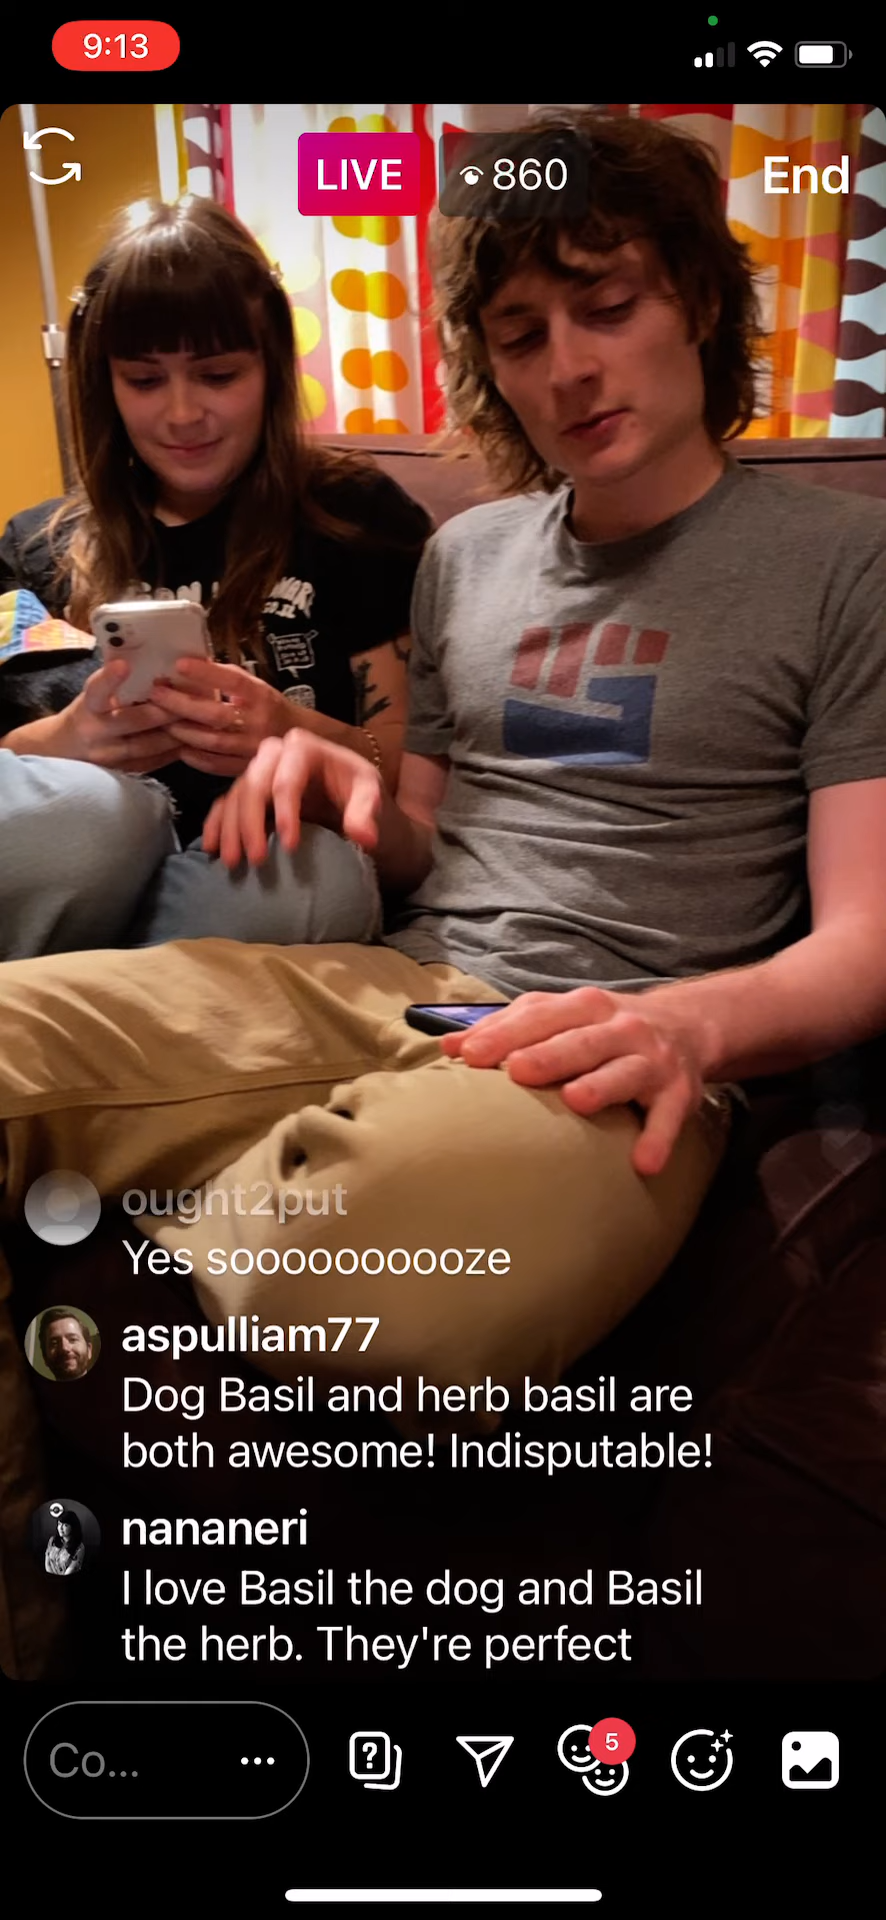 9:13
LIVE
860
End
ought2put
Yes soooooooooze
aspulliam77
Dog Basil and herb basil are
both awesome! Indisputable!
nananeri
I love Basil the dog and Basil
the herb. They're perfect
Co...
5